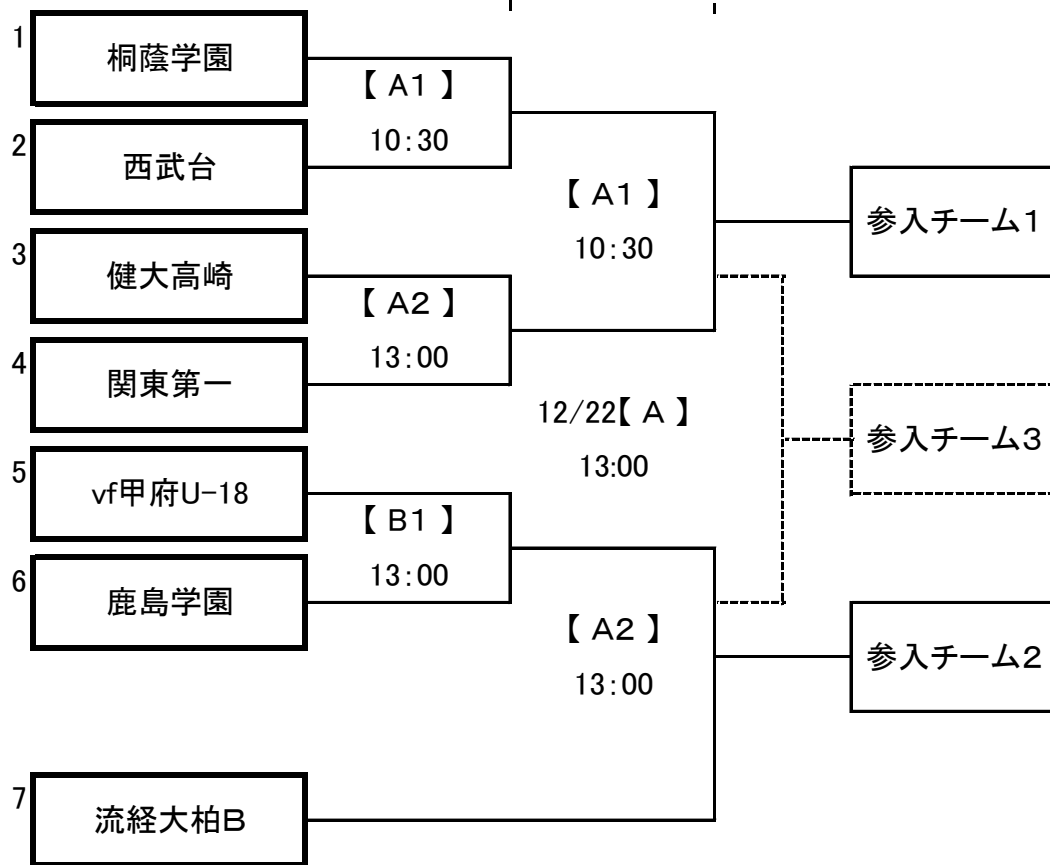 1
桐蔭学園
【 A1 】
10:30
2
西武台
【 A1 】
10:30
参入チーム1
3
健大高崎
【 A2 】
13:00
4
関東第一
12/22【 A 】
13:00
参入チーム3
5
vf甲府U-18
【 B1 】
13:00
6
鹿島学園
【 A2 】
13:00
参入チーム2
7
流経大柏B